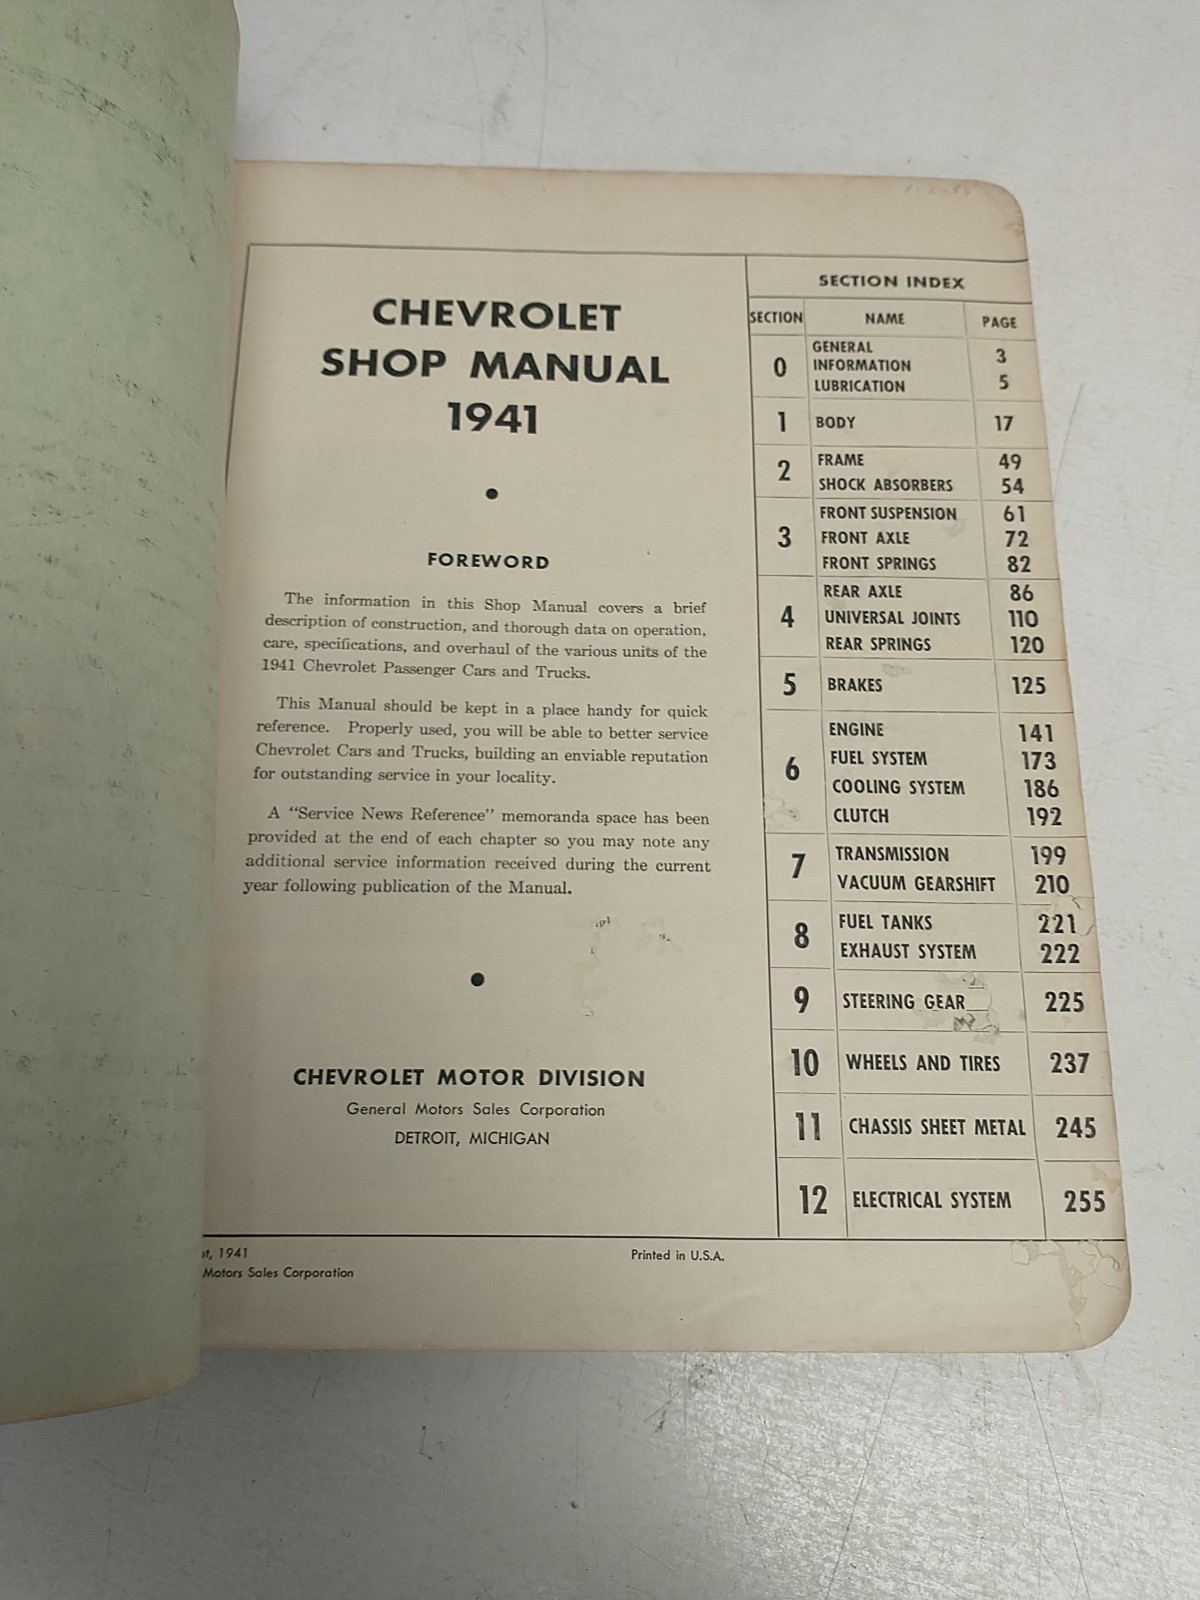 CHEVROLET
SHOP MANUAL
1941
FOREWORD
The information in this Shop Manual covers a brief
description of construction, and thorough data on operation,
care, specifications, and overhaul of the various units of the
1941 Chevrolet Passenger Cars and Trucks.
This Manual should be kept in a place handy for quick
reference. Properly used, you will be able to better service
Chevrolet Cars and Trucks, building an enviable reputation
for outstanding service in your locality.
A "Service News Reference" memoranda space has been
provided at the end of each chapter so you may note any
additional service information received during the current
year following publication of the Manual.
CHEVROLET MOTOR DIVISION
General Motors Sales Corporation
DETROIT, MICHIGAN
SECTION INDEX
SECTION NAME PAGE
0 GENERAL
INFORMATION 3
LUBRICATION 5
1 BODY 17
2 FRAME 49
SHOCK ABSORBERS 54
3 FRONT SUSPENSION 61
FRONT AXLE 72
FRONT SPRINGS 82
4 REAR AXLE 86
UNIVERSAL JOINTS 110
REAR SPRINGS 120
5 BRAKES 125
6 ENGINE 141
FUEL SYSTEM 173
COOLING SYSTEM 186
CLUTCH 192
7 TRANSMISSION 199
VACUUM GEARSHIFT 210
8 FUEL TANKS 221
EXHAUST SYSTEM 222
9 STEERING GEAR 225
10 WHEELS AND TIRES 237
11 CHASSIS SHEET METAL 245
12 ELECTRICAL SYSTEM 255
1941
Motors Sales Corporation
Printed in U.S.A.